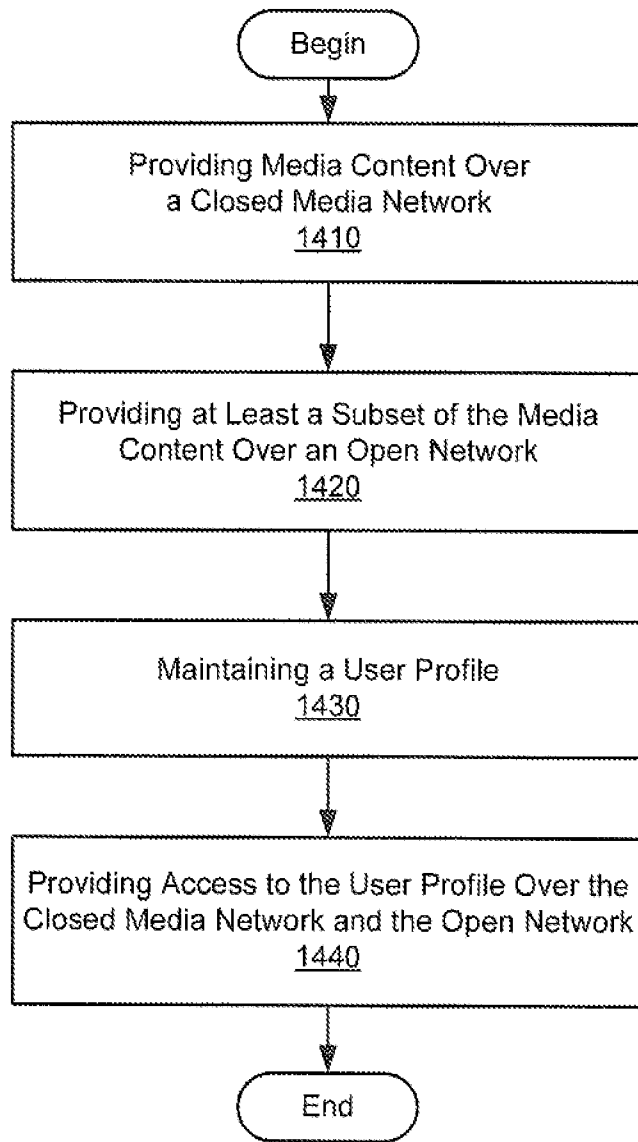 Begin
Providing Media Content Over
a Closed Media Network
1410
Providing at Least a Subset of the Media
Content Over an Open Network
1420
Maintaining a User Profile
1430
Providing Access to the User Profile Over the
Closed Media Network and the Open Network
1440
End